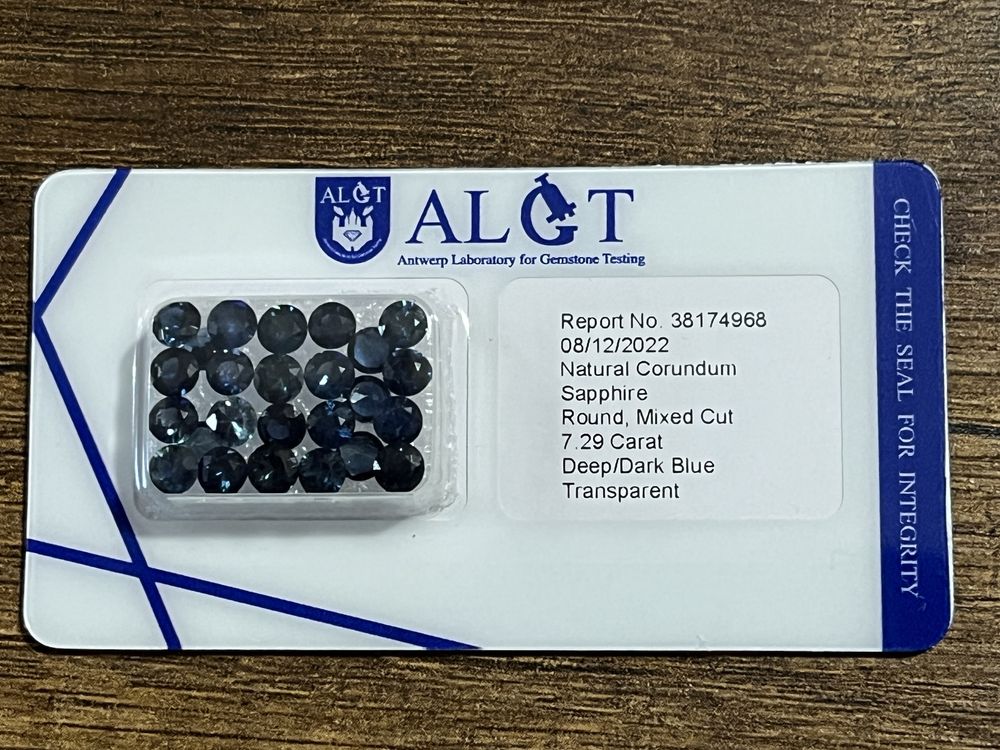 ALGT
ALGT
Antwerp Laboratory for Gemstone Testing
Report No. 38174968
08/12/2022
Natural Corundum
Sapphire
Round, Mixed Cut
7.29 Carat
Deep/Dark Blue
Transparent
CHECK THE SEAL FOR INTEGRITY